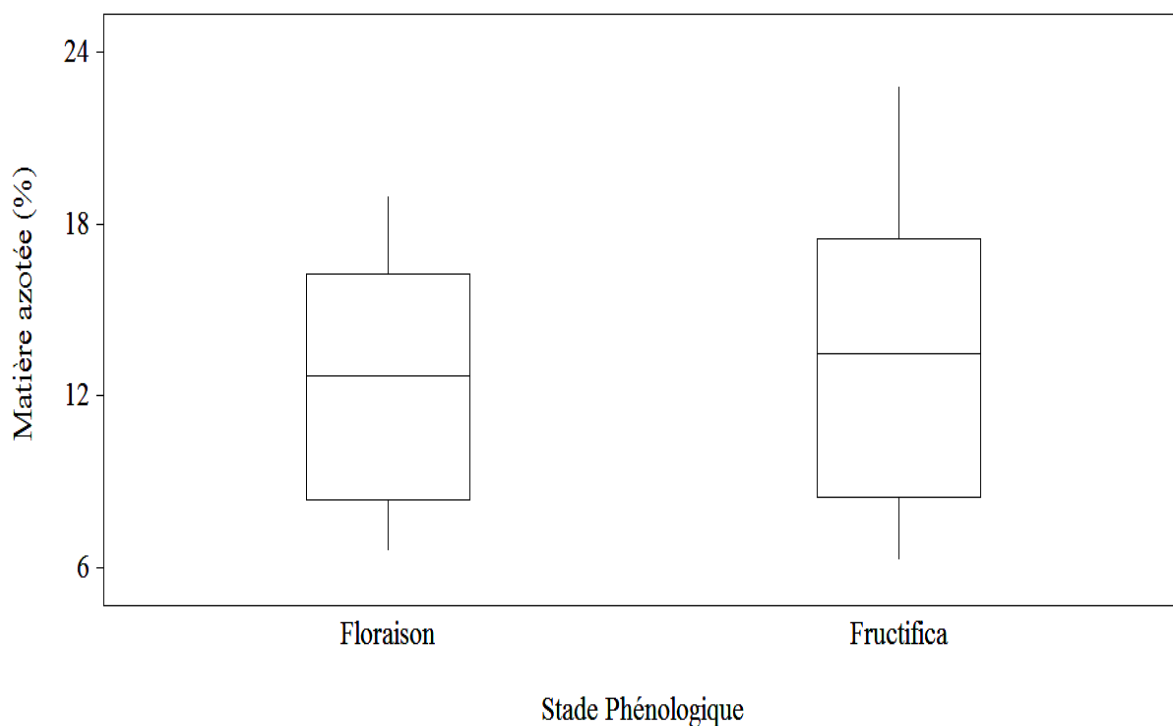 24
18
12
6
Matière azotée (%)
Floraison
Fructifica
Stade Phénologique